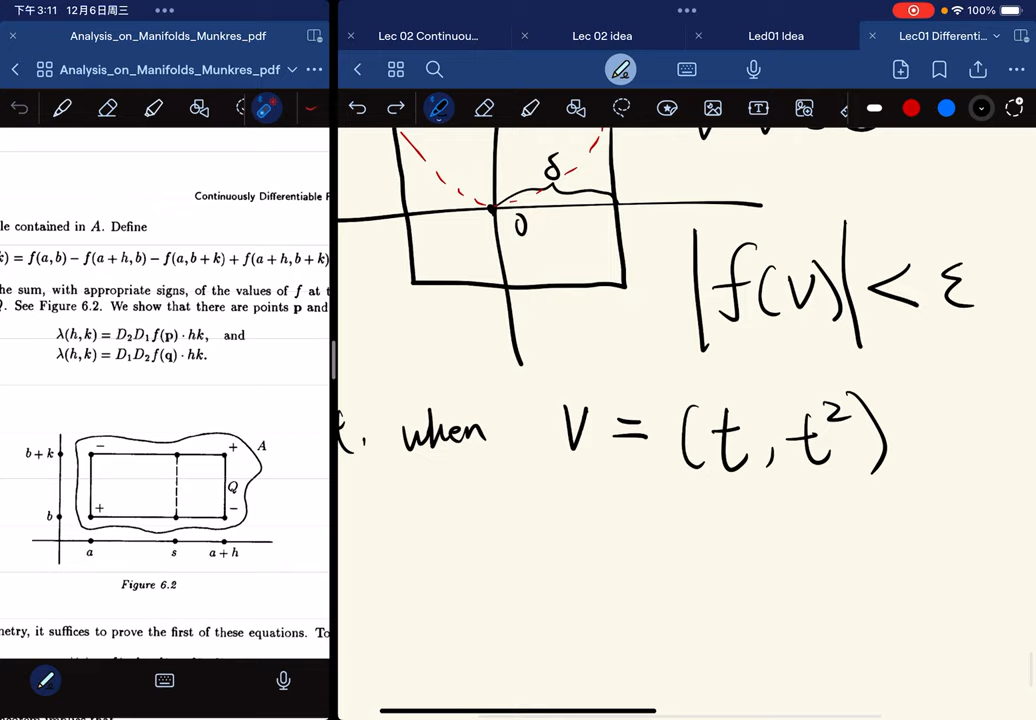 下午3:11 12月6日周三
100%
Analysis_on_Manifolds_Munkres_pdf
Lec 02 Continuou...
Lec 02 idea
Led01 Idea
Lec01 Differenti...
Analysis_on_Manifolds_Munkres_pdf
Continuously Differentiable F
le contained in A. Define
k) = f(a, b) − f(a + h, b) − f(a, b + k) + f(a + h, b + k)
he sum, with appropriate signs, of the values of f at t
Q. See Figure 6.2. We show that there are points p and
λ(h, k) = D₂D₁f(p) · hk, and
λ(h, k) = D₁D₂f(q) · hk.
b + k
− + A
Q
b
+ −
a s a + h
Figure 6.2
metry, it suffices to prove the first of these equations. To
δ
0
|f(v)| < ε
when v = (t, t²)